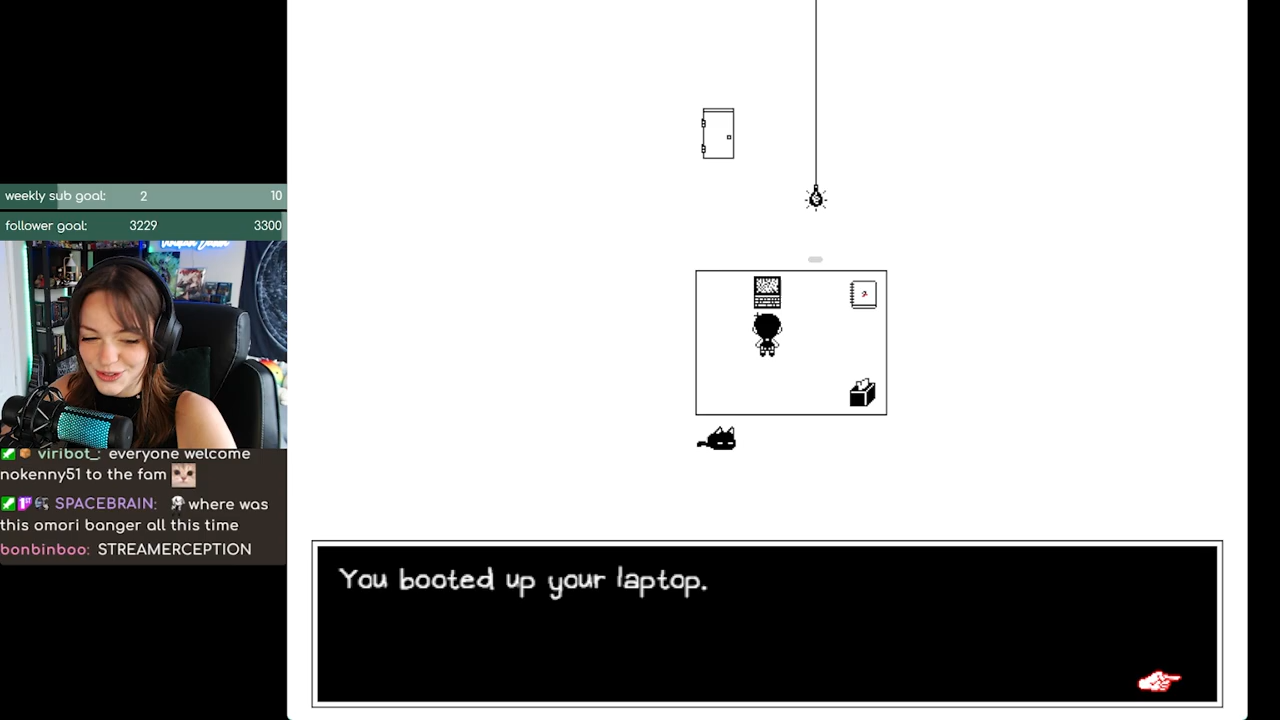 weekly sub goal: 2 10
follower goal: 3229 3300
viribot_: everyone welcome
nokenny51 to the fam
SPACEBRAIN: where was
this omori banger all this time
bonbinboo: STREAMERCEPTION
You booted up your laptop.